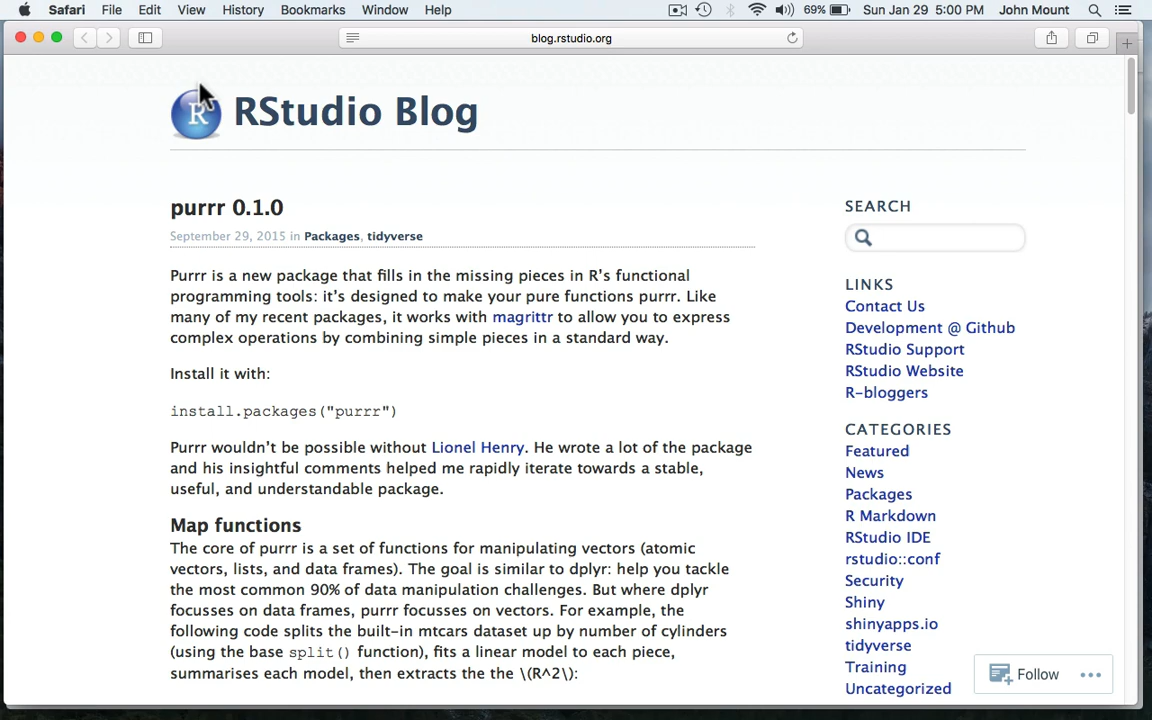 Safari File Edit View History Bookmarks Window Help 69% Sun Jan 29 5:00 PM John Mount
blog.rstudio.org
R RStudio Blog
purrr 0.1.0
September 29, 2015 in Packages, tidyverse
Purrr is a new package that fills in the missing pieces in R’s functional
programming tools: it’s designed to make your pure functions purrr. Like
many of my recent packages, it works with magrittr to allow you to express
complex operations by combining simple pieces in a standard way.
Install it with:
install.packages("purrr")
Purrr wouldn’t be possible without Lionel Henry. He wrote a lot of the package
and his insightful comments helped me rapidly iterate towards a stable,
useful, and understandable package.
Map functions
The core of purrr is a set of functions for manipulating vectors (atomic
vectors, lists, and data frames). The goal is similar to dplyr: help you tackle
the most common 90% of data manipulation challenges. But where dplyr
focusses on data frames, purrr focusses on vectors. For example, the
following code splits the built-in mtcars dataset up by number of cylinders
(using the base split() function), fits a linear model to each piece,
summarises each model, then extracts the the \(R^2\):
SEARCH
LINKS
Contact Us
Development @ Github
RStudio Support
RStudio Website
R-bloggers
CATEGORIES
Featured
News
Packages
R Markdown
RStudio IDE
rstudio::conf
Security
Shiny
shinyapps.io
tidyverse
Training
Uncategorized
Follow